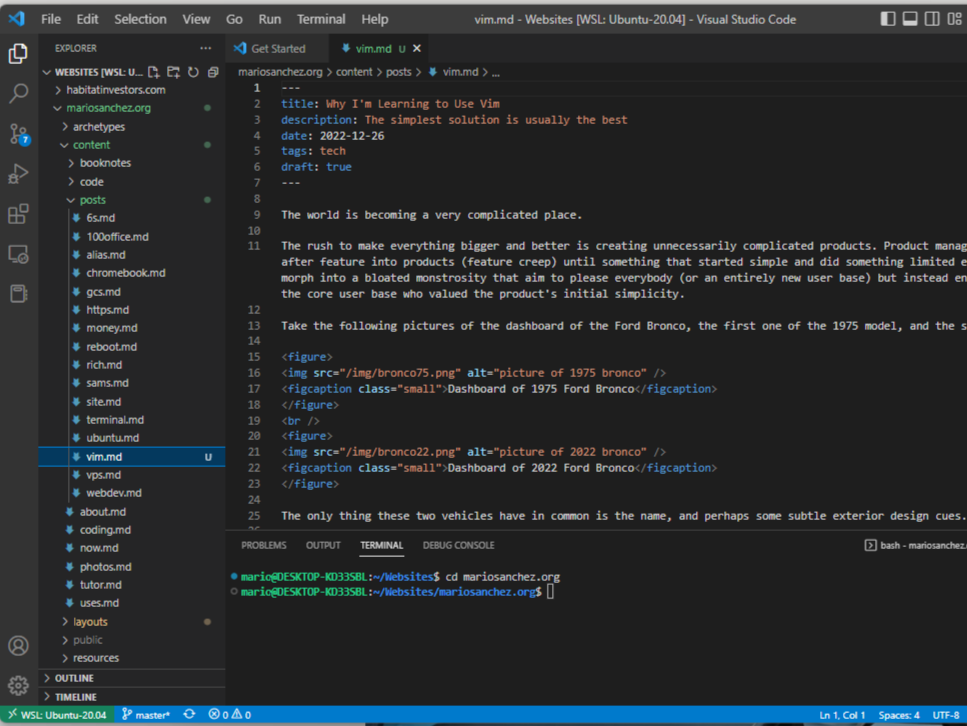 File Edit Selection View Go Run Terminal Help vim.md - Websites [WSL: Ubuntu-20.04] - Visual Studio Code
EXPLORER ...
WEBSITES [WSL: U...
habitatinvestors.com
mariosanchez.org
archetypes
content
booknotes
code
posts
6s.md
100office.md
alias.md
chromebook.md
gcs.md
https.md
money.md
reboot.md
rich.md
sams.md
site.md
terminal.md
ubuntu.md
vim.md U
vps.md
webdev.md
about.md
coding.md
now.md
photos.md
tutor.md
uses.md
layouts
public
resources
OUTLINE
TIMELINE
7
Get Started vim.md U
mariosanchez.org > content > posts > vim.md > ...
1 ---
2 title: Why I'm Learning to Use Vim
3 description: The simplest solution is usually the best
4 date: 2022-12-26
5 tags: tech
6 draft: true
7 ---
8
9 The world is becoming a very complicated place.
10
11 The rush to make everything bigger and better is creating unnecessarily complicated products. Product manag
after feature into products (feature creep) until something that started simple and did something limited e
morph into a bloated monstrosity that aim to please everybody (or an entirely new user base) but instead en
the core user base who valued the product's initial simplicity.
12
13 Take the following pictures of the dashboard of the Ford Bronco, the first one of the 1975 model, and the s
14
15 <figure>
16 <img src="/img/bronco75.png" alt="picture of 1975 bronco" />
17 <figcaption class="small">Dashboard of 1975 Ford Bronco</figcaption>
18 </figure>
19 <br />
20 <figure>
21 <img src="/img/bronco22.png" alt="picture of 2022 bronco" />
22 <figcaption class="small">Dashboard of 2022 Ford Bronco</figcaption>
23 </figure>
24
25 The only thing these two vehicles have in common is the name, and perhaps some subtle exterior design cues.
PROBLEMS OUTPUT TERMINAL DEBUG CONSOLE bash - mariosanchez.
mario@DESKTOP-KD33SBL:~/Websites$ cd mariosanchez.org
mario@DESKTOP-KD33SBL:~/Websites/mariosanchez.org$
WSL: Ubuntu-20.04 master* 0 0 Ln 1, Col 1 Spaces: 4 UTF-8